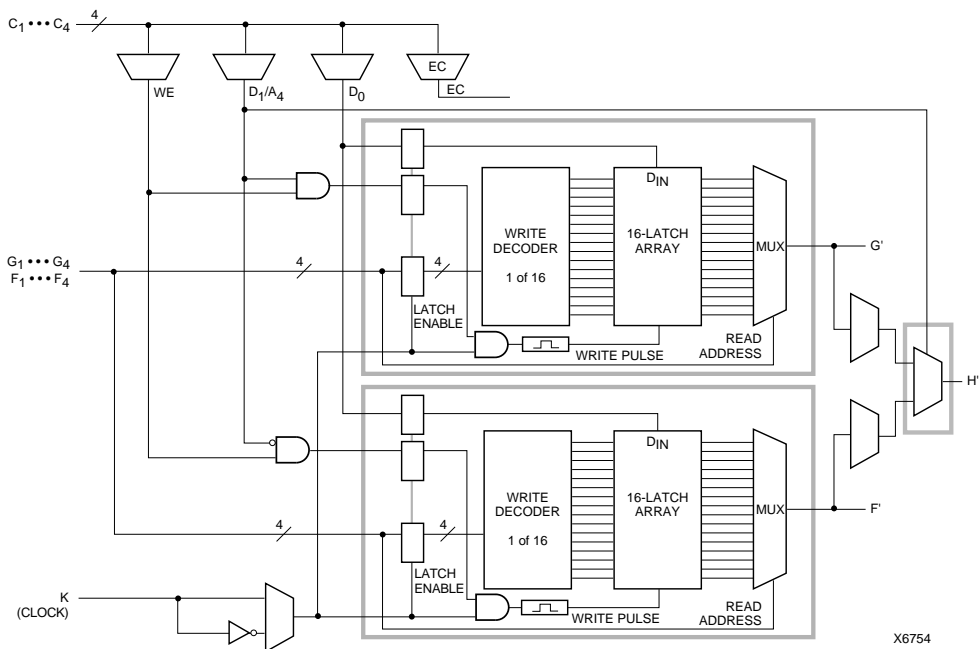 C1 • • • C4
4
EC
WE
D1/A4
D0
EC
DIN
WRITE DECODER
1 of 16
16-LATCH ARRAY
MUX
G'
G1 • • • G4
F1 • • • F4
4
4
LATCH ENABLE
WRITE PULSE
READ ADDRESS
H'
DIN
WRITE DECODER
1 of 16
16-LATCH ARRAY
MUX
F'
4
4
LATCH ENABLE
WRITE PULSE
READ ADDRESS
K
(CLOCK)
X6754